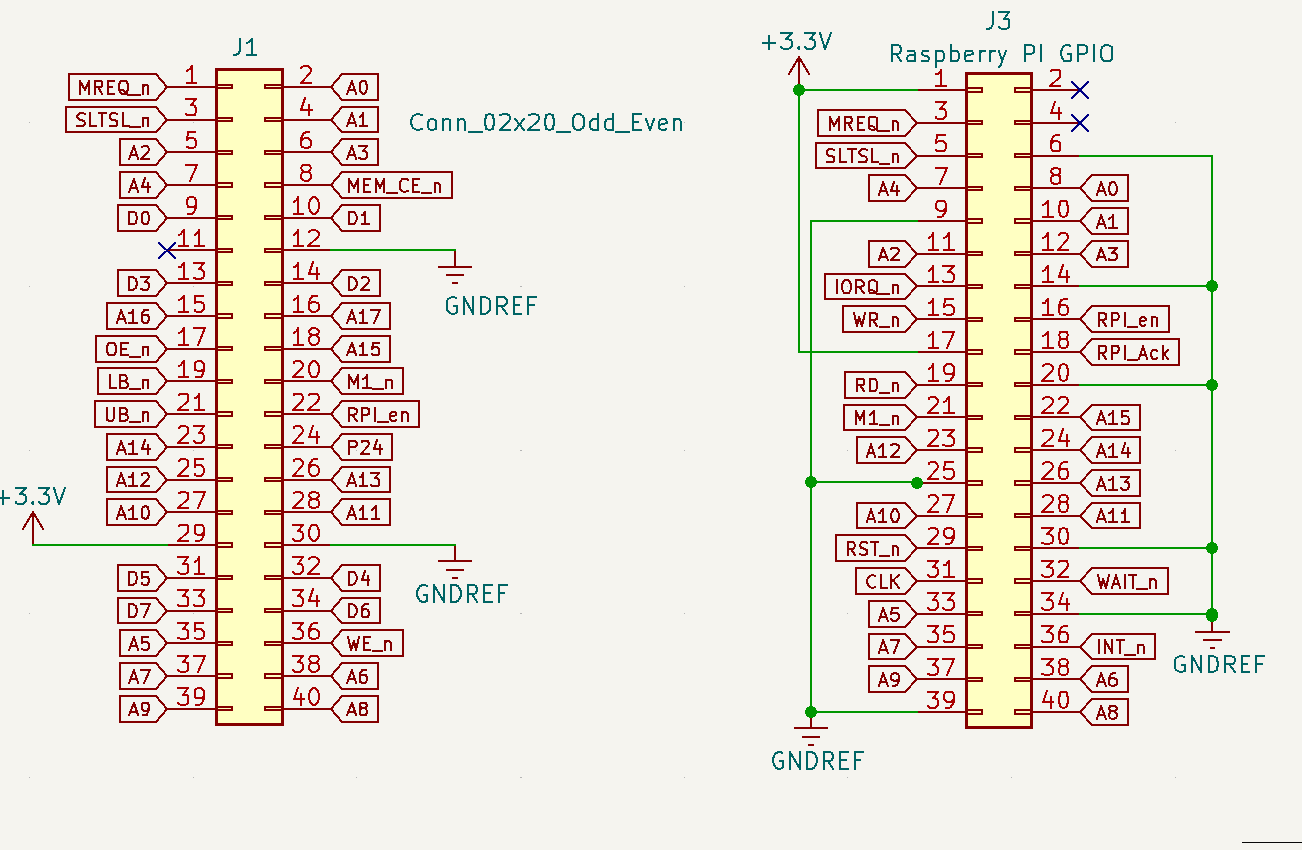 J1
+3.3V
J3
Raspberry PI GPIO
MREQ_n 1 2 A0
SLTSL_n 3 4 A1
Conn_02x20_Odd_Even
A2 5 6 A3
A4 7 8 MEM_CE_n
D0 9 10 D1
11 12
GNDREF
D3 13 14 D2
A16 15 16 A17
OE_n 17 18 A15
LB_n 19 20 M1_n
UB_n 21 22 RPI_en
A14 23 24 P24
A12 25 26 A13
+3.3V
A10 27 28 A11
29 30
GNDREF
D5 31 32 D4
D7 33 34 D6
A5 35 36 WE_n
A7 37 38 A6
A9 39 40 A8
1 2
MREQ_n 3 4
SLTSL_n 5 6
A4 7 8 A0
9 10 A1
A2 11 12 A3
IORQ_n 13 14
WR_n 15 16 RPI_en
17 18 RPI_Ack
RD_n 19 20
M1_n 21 22 A15
A12 23 24 A14
25 26 A13
A10 27 28 A11
RST_n 29 30
CLK 31 32 WAIT_n
A5 33 34
A7 35 36 INT_n
GNDREF
A9 37 38 A6
39 40 A8
GNDREF